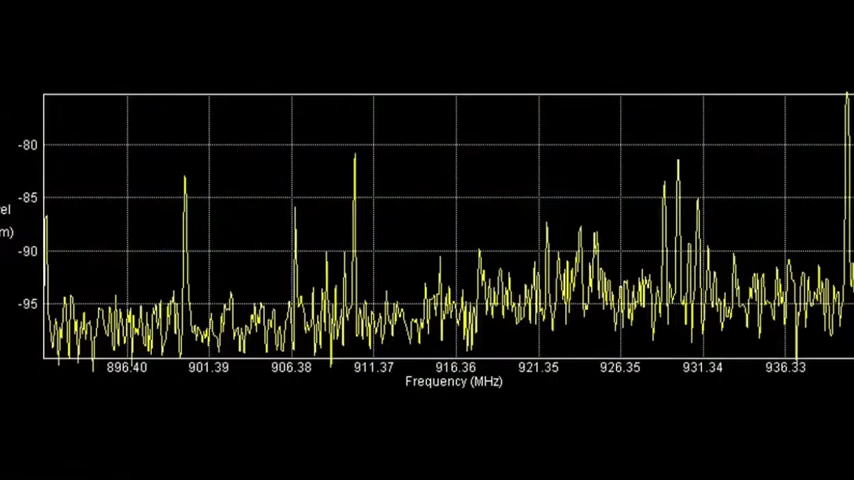 -80
-85
el
-90
m)
-95
896.40 901.39 906.38 911.37 916.36 921.35 926.35 931.34 936.33
Frequency (MHz)